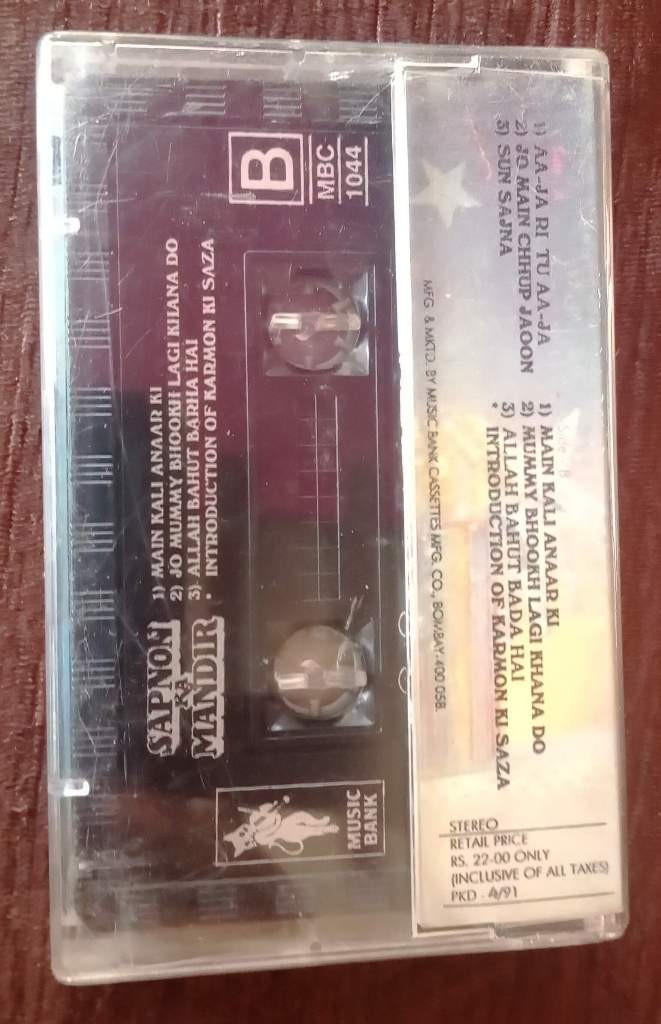 B
MBC
1044
1) MAIN KALI ANAAR KI
2) JO MUMMY BHOOKH LAGI KHANA DO
3) ALLAH BAHUT BARHA HAI
* INTRODUCTION OF KARMON KI SAZA
SAPNON
KA
MANDIR
MUSIC
BANK
1) AA-JA RI TU AA-JA
2) JO MAIN CHHUP JAOON
3) SUN SAJNA
Side B
1) MAIN KALI ANAAR KI
2) MUMMY BHOOKH LAGI KHANA DO
3) ALLAH BAHUT BADA HAI
* INTRODUCTION OF KARMON KI SAZA
MFG. & MKTD. BY MUSIC BANK CASSETTES MFG. CO., BOMBAY-400 058.
STEREO
RETAIL PRICE
RS. 22-00 ONLY
(INCLUSIVE OF ALL TAXES)
PKD - 4/91